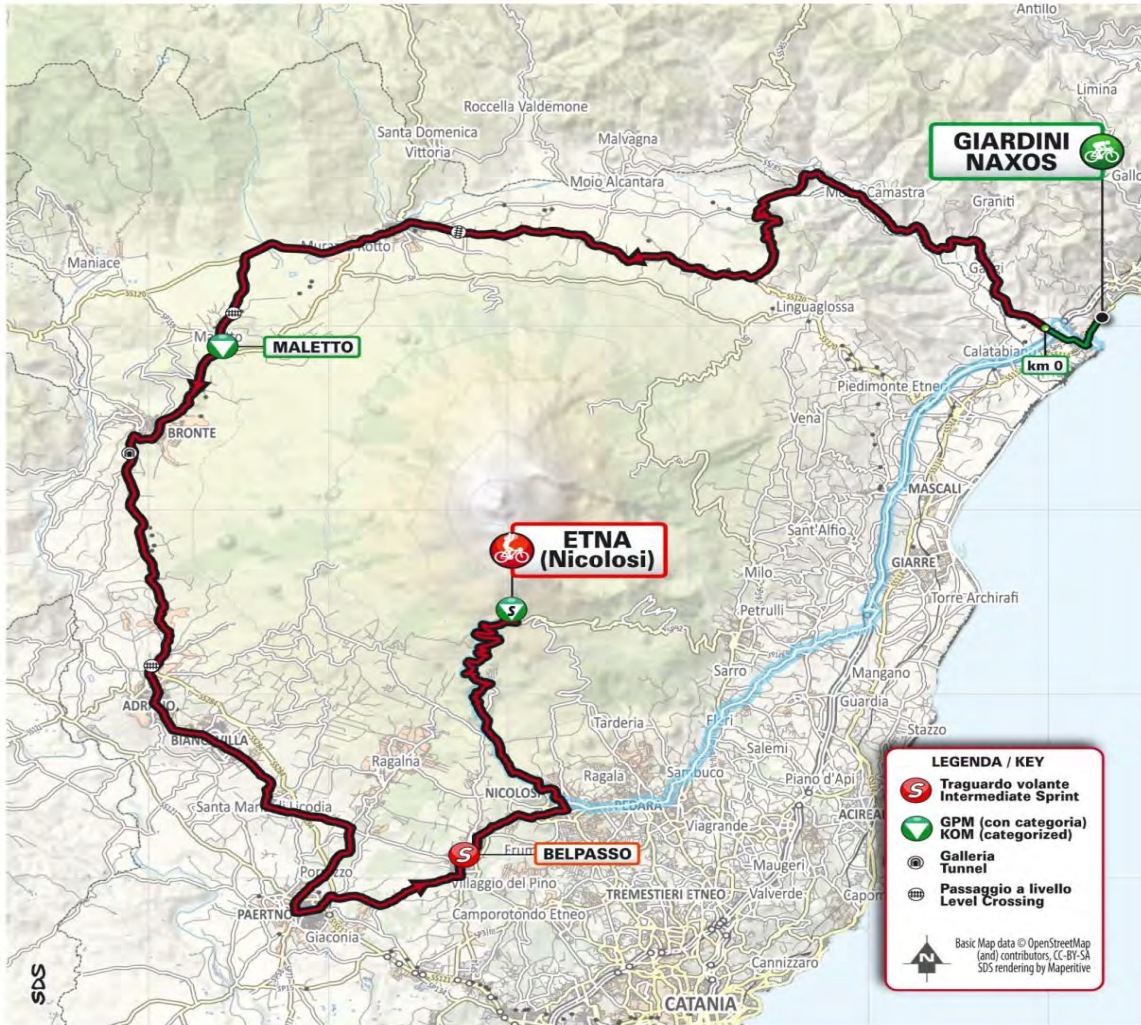 Antillo
Limina
Roccella Valdemone
Santa Domenica
Vittoria
Malvagna
GIARDINI
NAXOS
Moio Alcantara
Graniti
Maniace
SS120
Linguaglossa
MALETTO
Calatabiano
km 0
Piedimonte Etneo
Vena
BRONTE
MASCALI
ETNA
(Nicolosi)
S
Sant'Alfio
GIARRE
Milo
Torre Archirafi
Petrulli
Sarro
Mangano
Guardia
Tarderia
Fleri
Stazzo
Salemi
Ragalna
Ragala
Sambuco
Piano d'Api
NICOLOSI
PEDARA
Santa Maria di Licodia
Viagrande
S
BELPASSO
Villaggio del Pino
Maugeri
TREMESTIERI ETNEO
Valverde
PAERTNO
Camporotondo Etneo
Giaconia
Cannizzaro
CATANIA
LEGENDA / KEY
S
Traguardo volante
Intermediate Sprint
GPM (con categoria)
KOM (categorized)
Galleria
Tunnel
Passaggio a livello
Level Crossing
N
Basic Map data © OpenStreetMap
(and) contributors, CC-BY-SA
SDS rendering by Maperitive
SDS